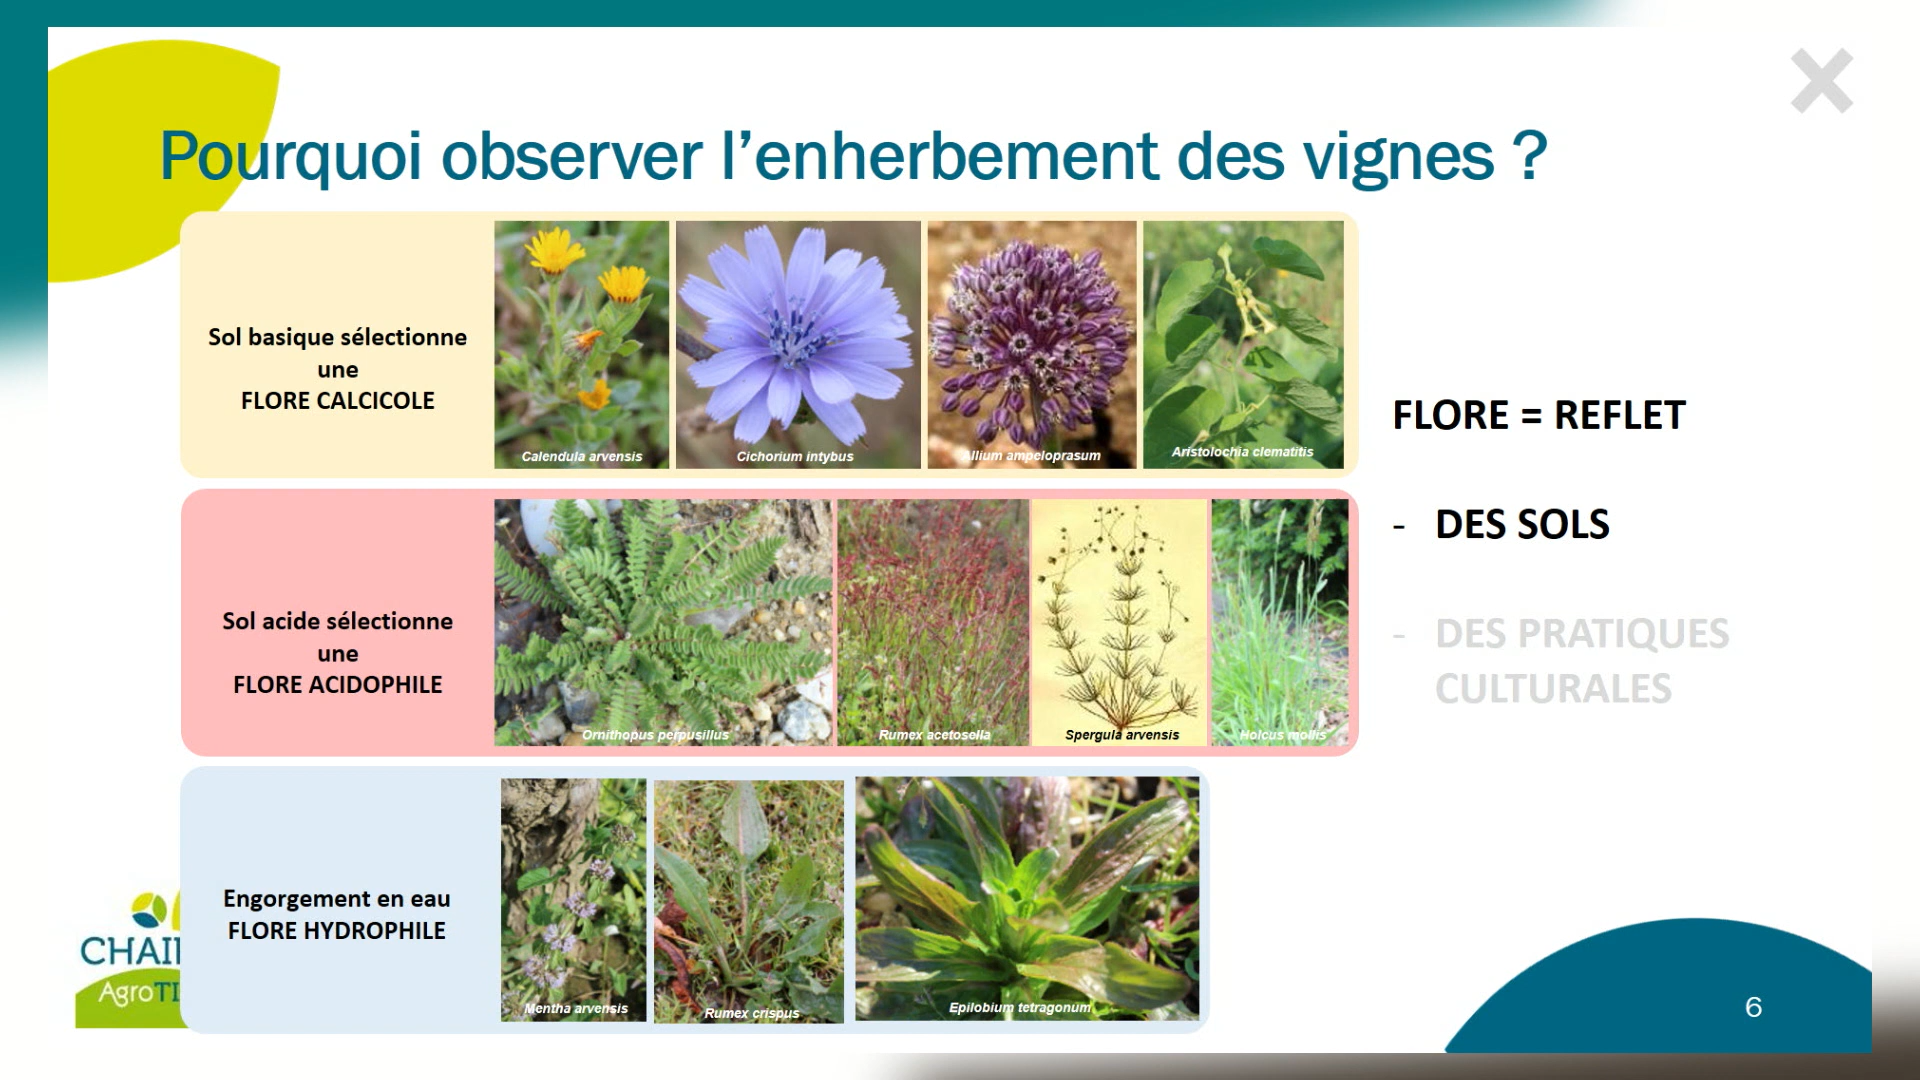 Pourquoi observer l’enherbement des vignes ?
Sol basique sélectionne
une
FLORE CALCICOLE
Calendula arvensis
Cichorium intybus
Allium ampeloprasum
Aristolochia clematitis
Sol acide sélectionne
une
FLORE ACIDOPHILE
Ornithopus perpusillus
Rumex acetosella
Spergula arvensis
Holcus mollis
Engorgement en eau
FLORE HYDROPHILE
Mentha arvensis
Rumex crispus
Epilobium tetragonum
FLORE = REFLET
- DES SOLS
- DES PRATIQUES
CULTURALES
CHAI
AgroTI
6